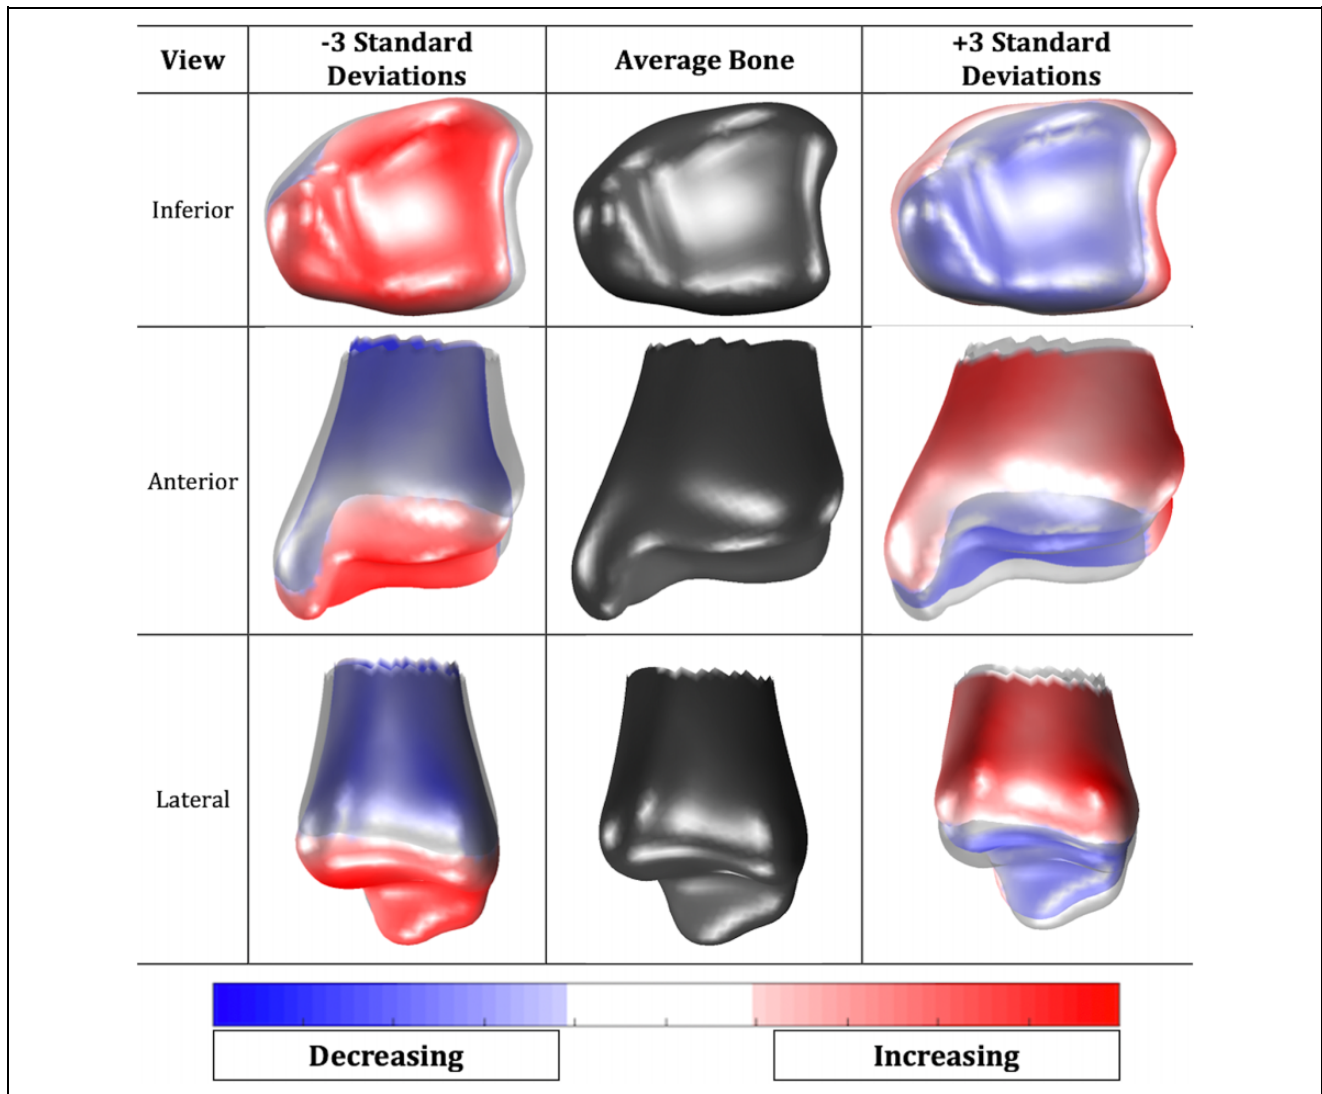 View
-3 Standard
Deviations
Average Bone
+3 Standard
Deviations
Inferior
Anterior
Lateral
Decreasing
Increasing